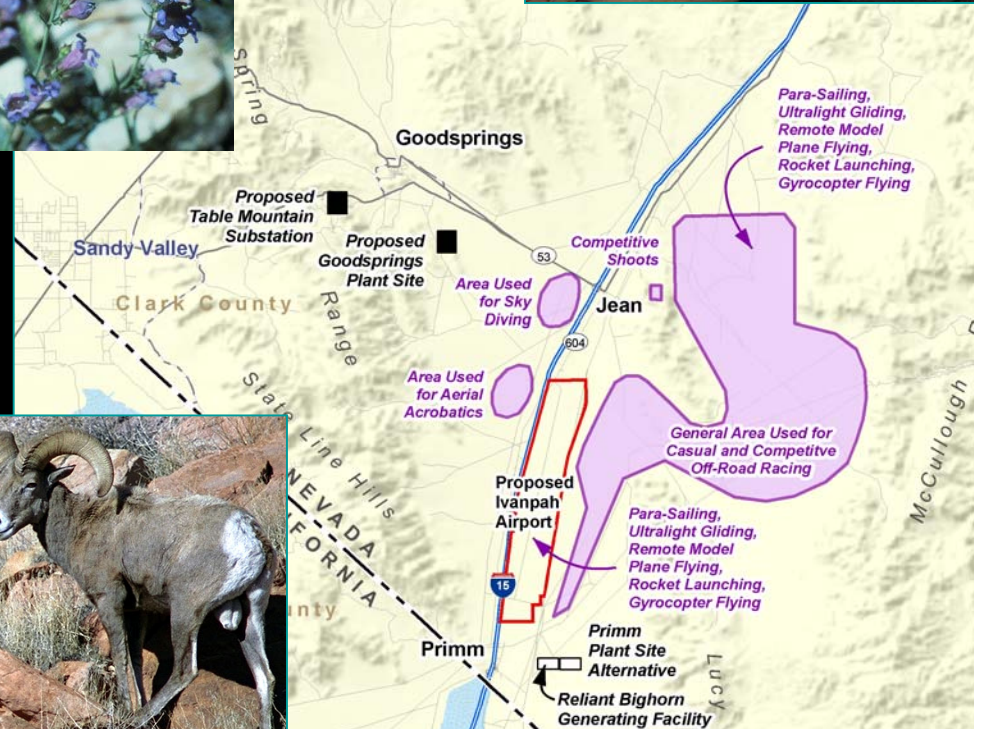 Spring
Goodsprings
Para-Sailing,
Ultralight Gliding,
Remote Model
Plane Flying,
Rocket Launching,
Gyrocopter Flying
Proposed
Table Mountain
Substation
Sandy Valley
Proposed
Goodsprings
Plant Site
53
Competitive
Shoots
Clark County
Range
Area Used
for Sky
Diving
Jean
604
Area Used
for Aerial
Acrobatics
State Line Hills
General Area Used for
Casual and Competitve
Off-Road Racing
McCullough
NEVADA
Proposed
Ivanpah
Airport
Para-Sailing,
Ultralight Gliding,
Remote Model
Plane Flying,
Rocket Launching,
Gyrocopter Flying
15
Primm
Primm
Plant Site
Alternative
Lucy
Reliant Bighorn
Generating Facility